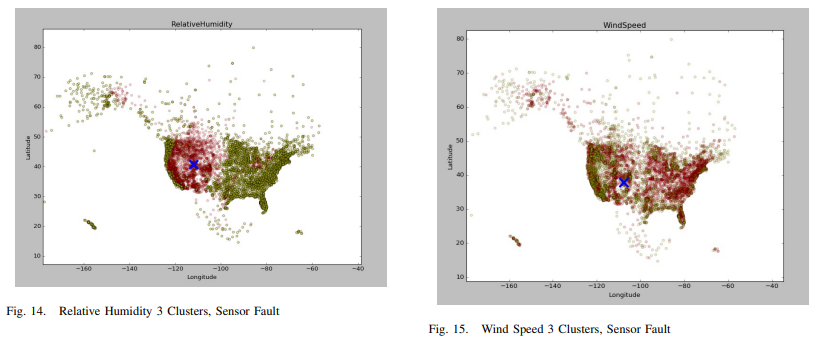 RelativeHumidity
80
70
60
50
40
30
20
10
Latitude
−160 −140 −120 −100 −80 −60 −40
Longitude
Fig. 14. Relative Humidity 3 Clusters, Sensor Fault
WindSpeed
80
70
60
50
40
30
20
10
Latitude
−160 −140 −120 −100 −80 −60 −40
Longitude
Fig. 15. Wind Speed 3 Clusters, Sensor Fault